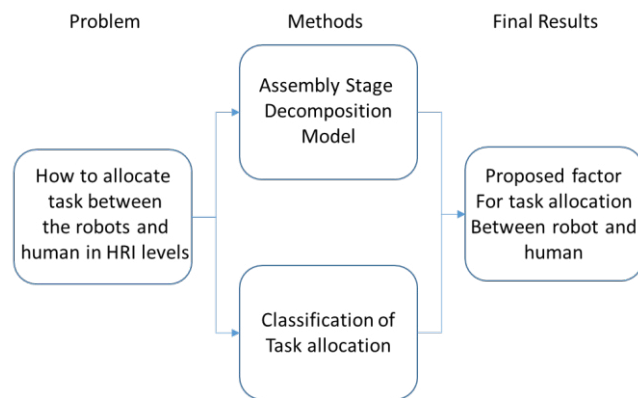 Problem
Methods
Final Results
Assembly Stage
Decomposition
Model
How to allocate
task between
the robots and
human in HRI levels
Proposed factor
For task allocation
Between robot and
human
Classification of
Task allocation